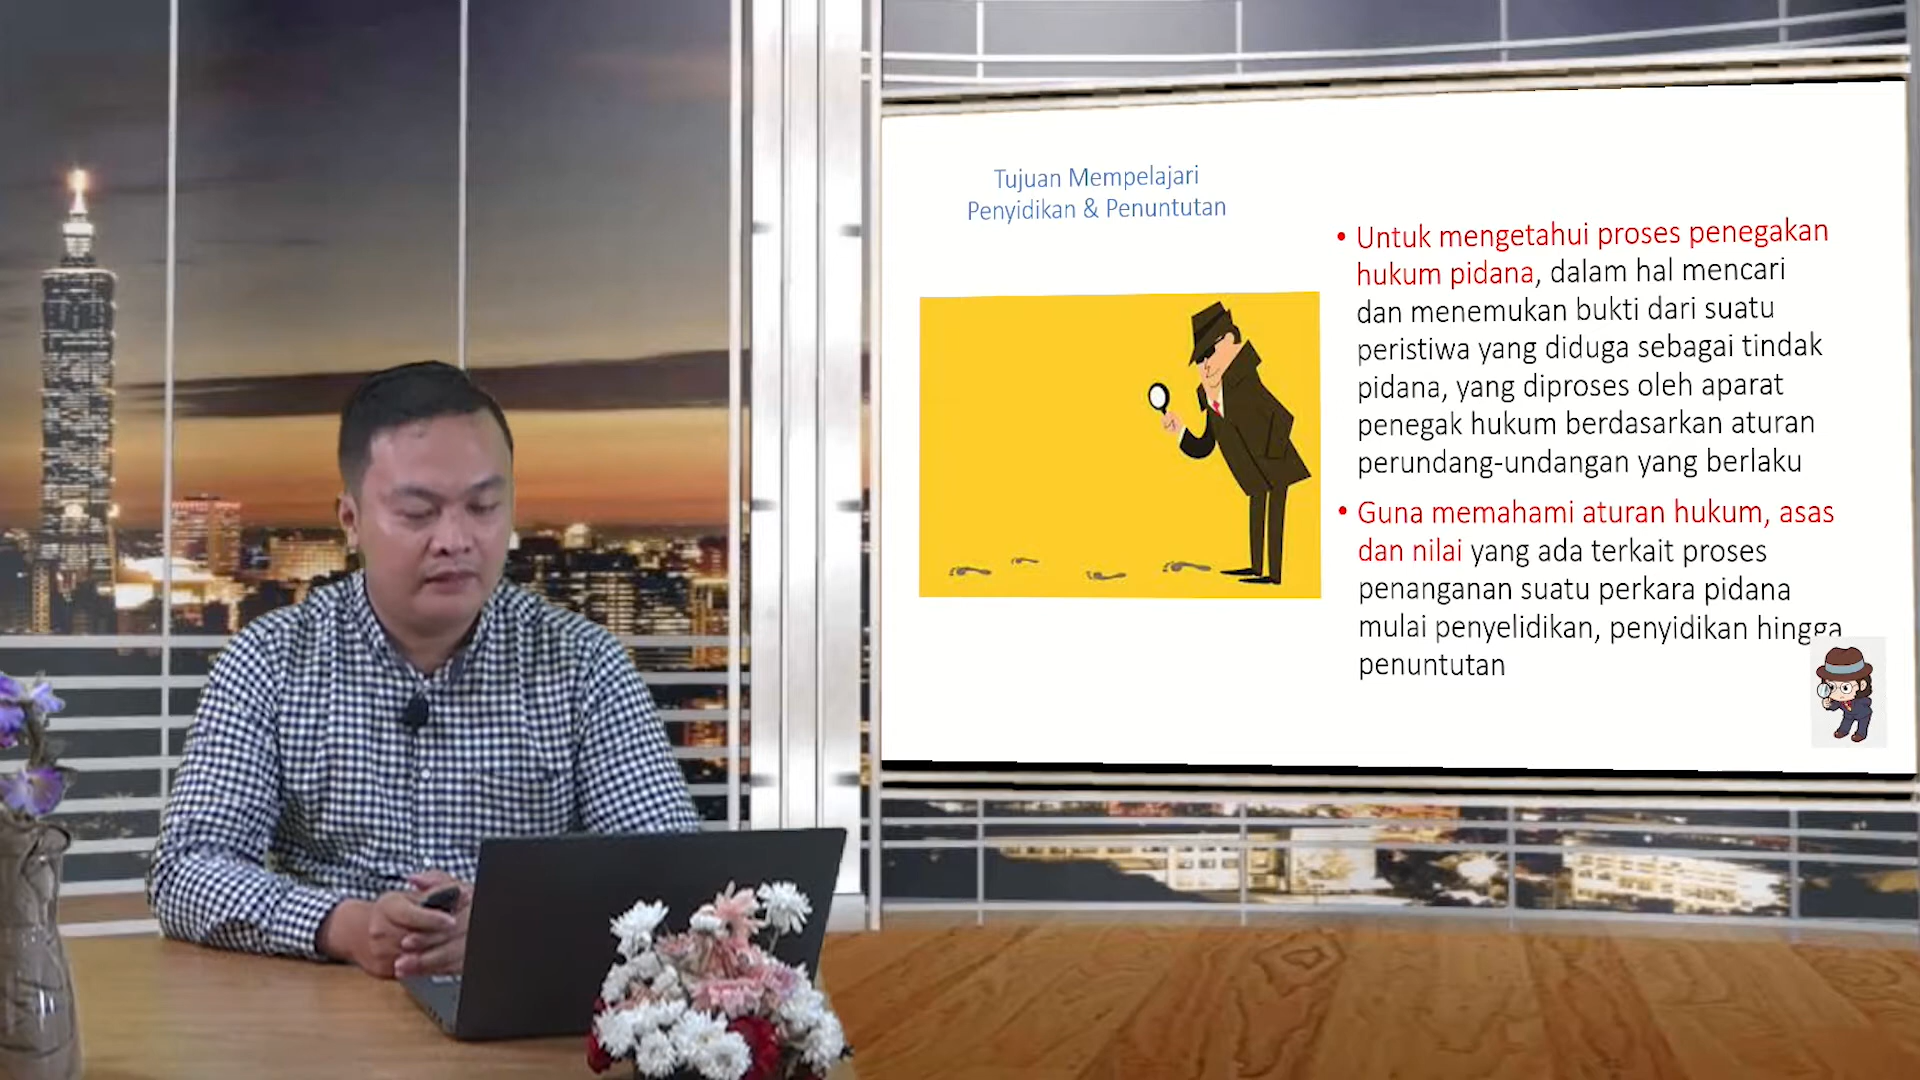 Tujuan Mempelajari
Penyidikan & Penuntutan
• Untuk mengetahui proses penegakan
hukum pidana, dalam hal mencari
dan menemukan bukti dari suatu
peristiwa yang diduga sebagai tindak
pidana, yang diproses oleh aparat
penegak hukum berdasarkan aturan
perundang-undangan yang berlaku
• Guna memahami aturan hukum, asas
dan nilai yang ada terkait proses
penanganan suatu perkara pidana
mulai penyelidikan, penyidikan hingga
penuntutan